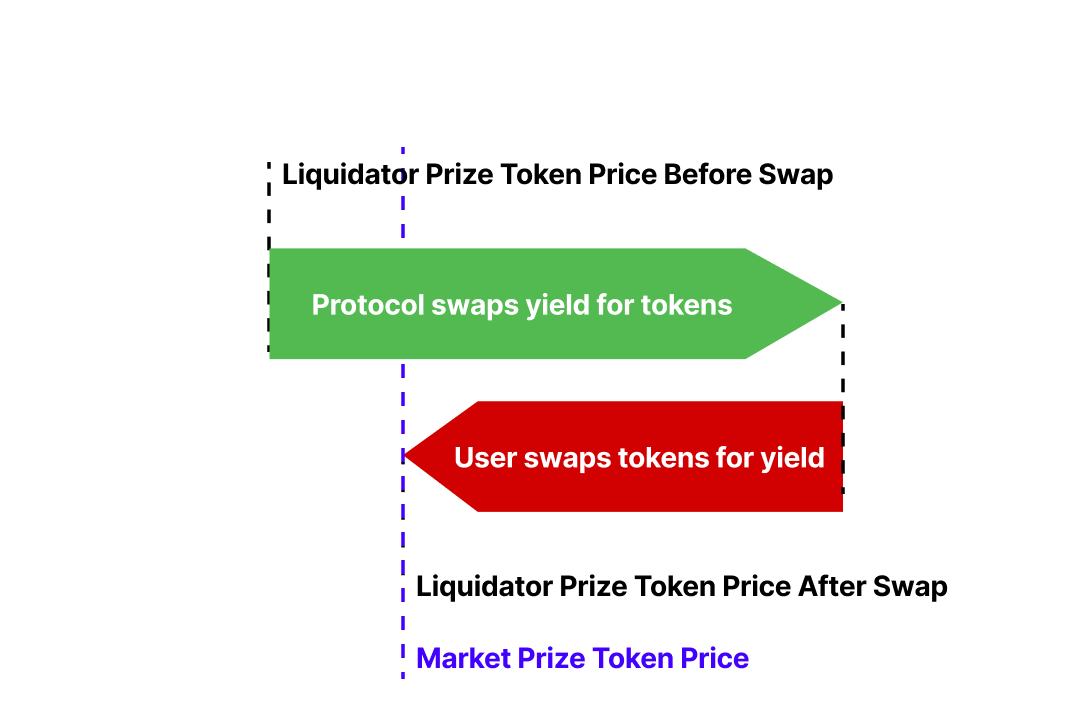 Liquidator Prize Token Price Before Swap
Protocol swaps yield for tokens
User swaps tokens for yield
Liquidator Prize Token Price After Swap
Market Prize Token Price